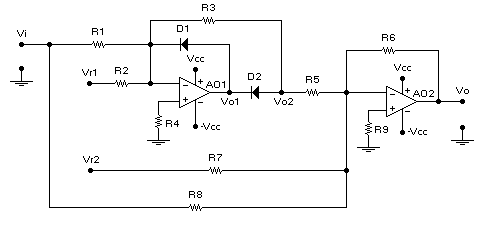 R3
Vi
R1
D1
R6
Vcc
Vcc
Vr1
R2
AO1
D2
R5
AO2
Vo
Vo1
Vo2
R4
-Vcc
R9
-Vcc
Vr2
R7
R8